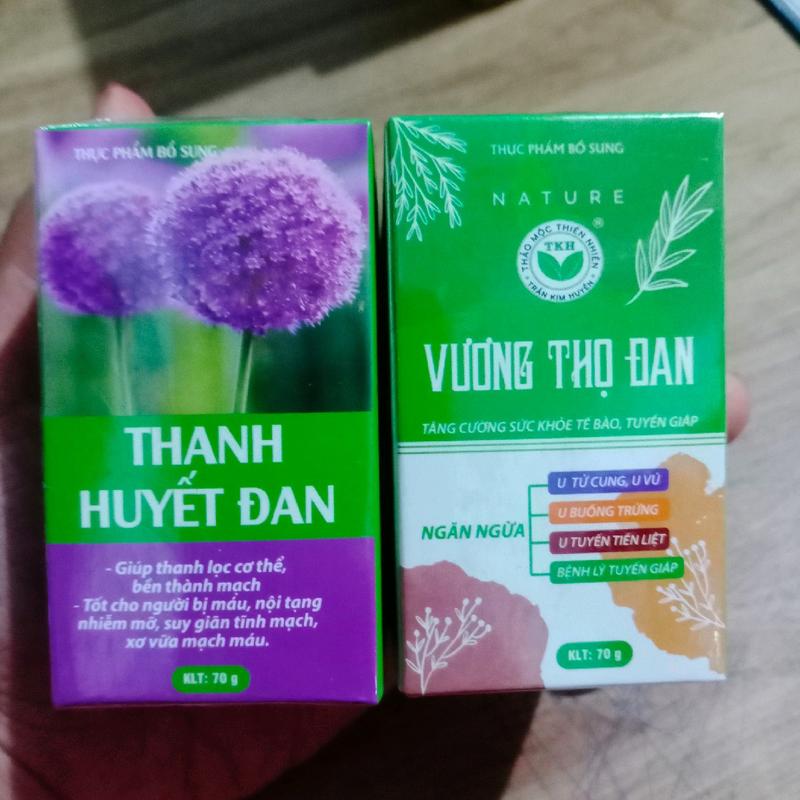 THỰC PHẨM BỔ SUNG
THANH
HUYẾT ĐAN
- Giúp thanh lọc cơ thể,
bền thành mạch
- Tốt cho người bị máu, nội tạng
nhiễm mỡ, suy giãn tĩnh mạch,
xơ vữa mạch máu.
KLT: 70 g
THỰC PHẨM BỔ SUNG
NATURE
THẢO MỘC THIÊN NHIÊN
®
TKH
TRẦN KIM HUYỀN
VƯƠNG THỌ ĐAN
TĂNG CƯỜNG SỨC KHỎE TẾ BÀO, TUYẾN GIÁP
NGĂN NGỪA
U TỬ CUNG, U VÚ
U BUỒNG TRỨNG
U TUYẾN TIỀN LIỆT
BỆNH LÝ TUYẾN GIÁP
KLT: 70 g